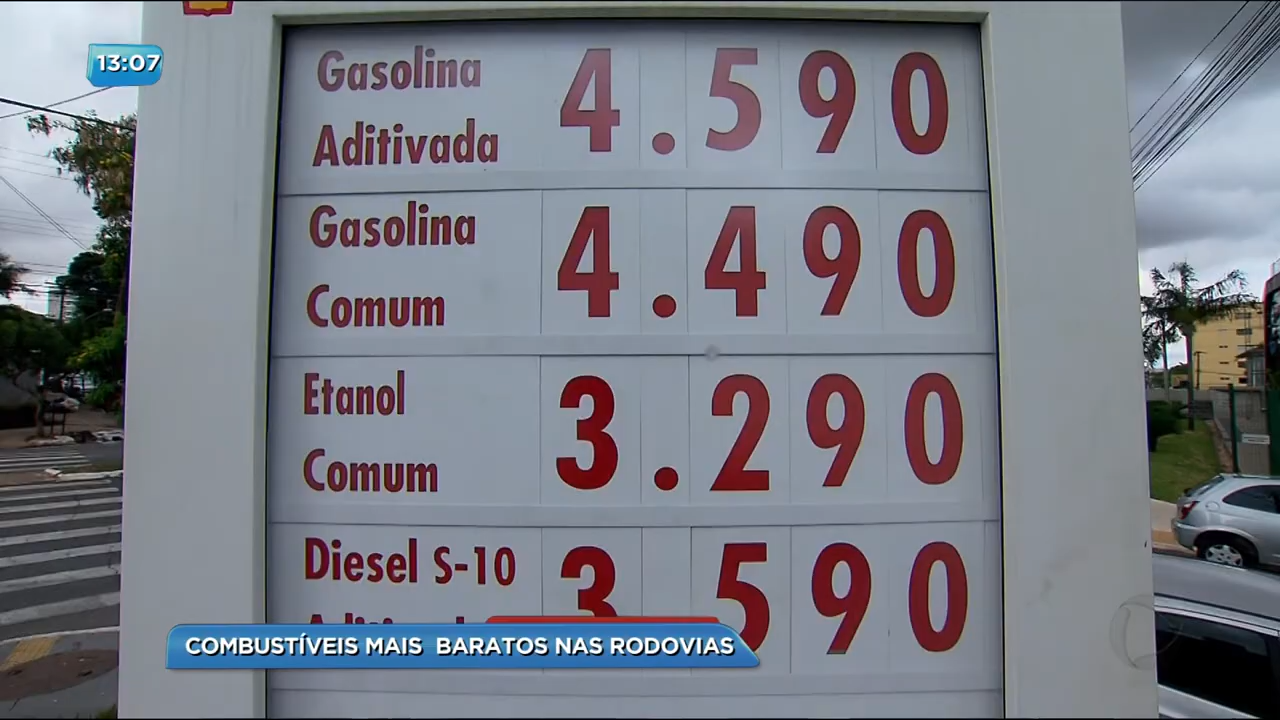 13:07
Gasolina
Aditivada 4.590
Gasolina
Comum 4.490
Etanol
Comum 3.290
Diesel S-10 3.590
COMBUSTÍVEIS MAIS BARATOS NAS RODOVIAS